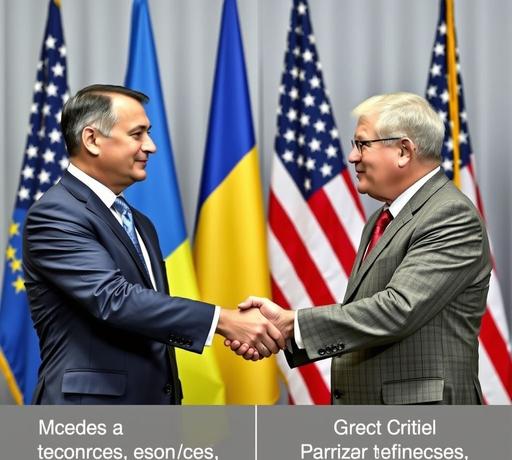 Mcedes a
teconrces, eson/ces,
Grect Critiel
Parrizar tefinecses,